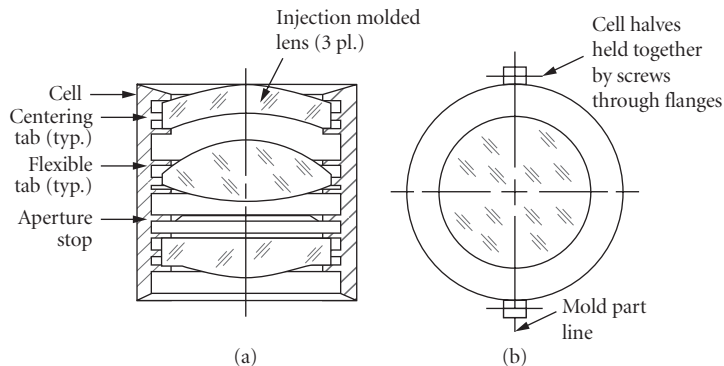 Injection molded
lens (3 pl.)
Cell
Centering
tab (typ.)
Flexible
tab (typ.)
Aperture
stop
(a)
Cell halves
held together
by screws
through flanges
Mold part
line
(b)